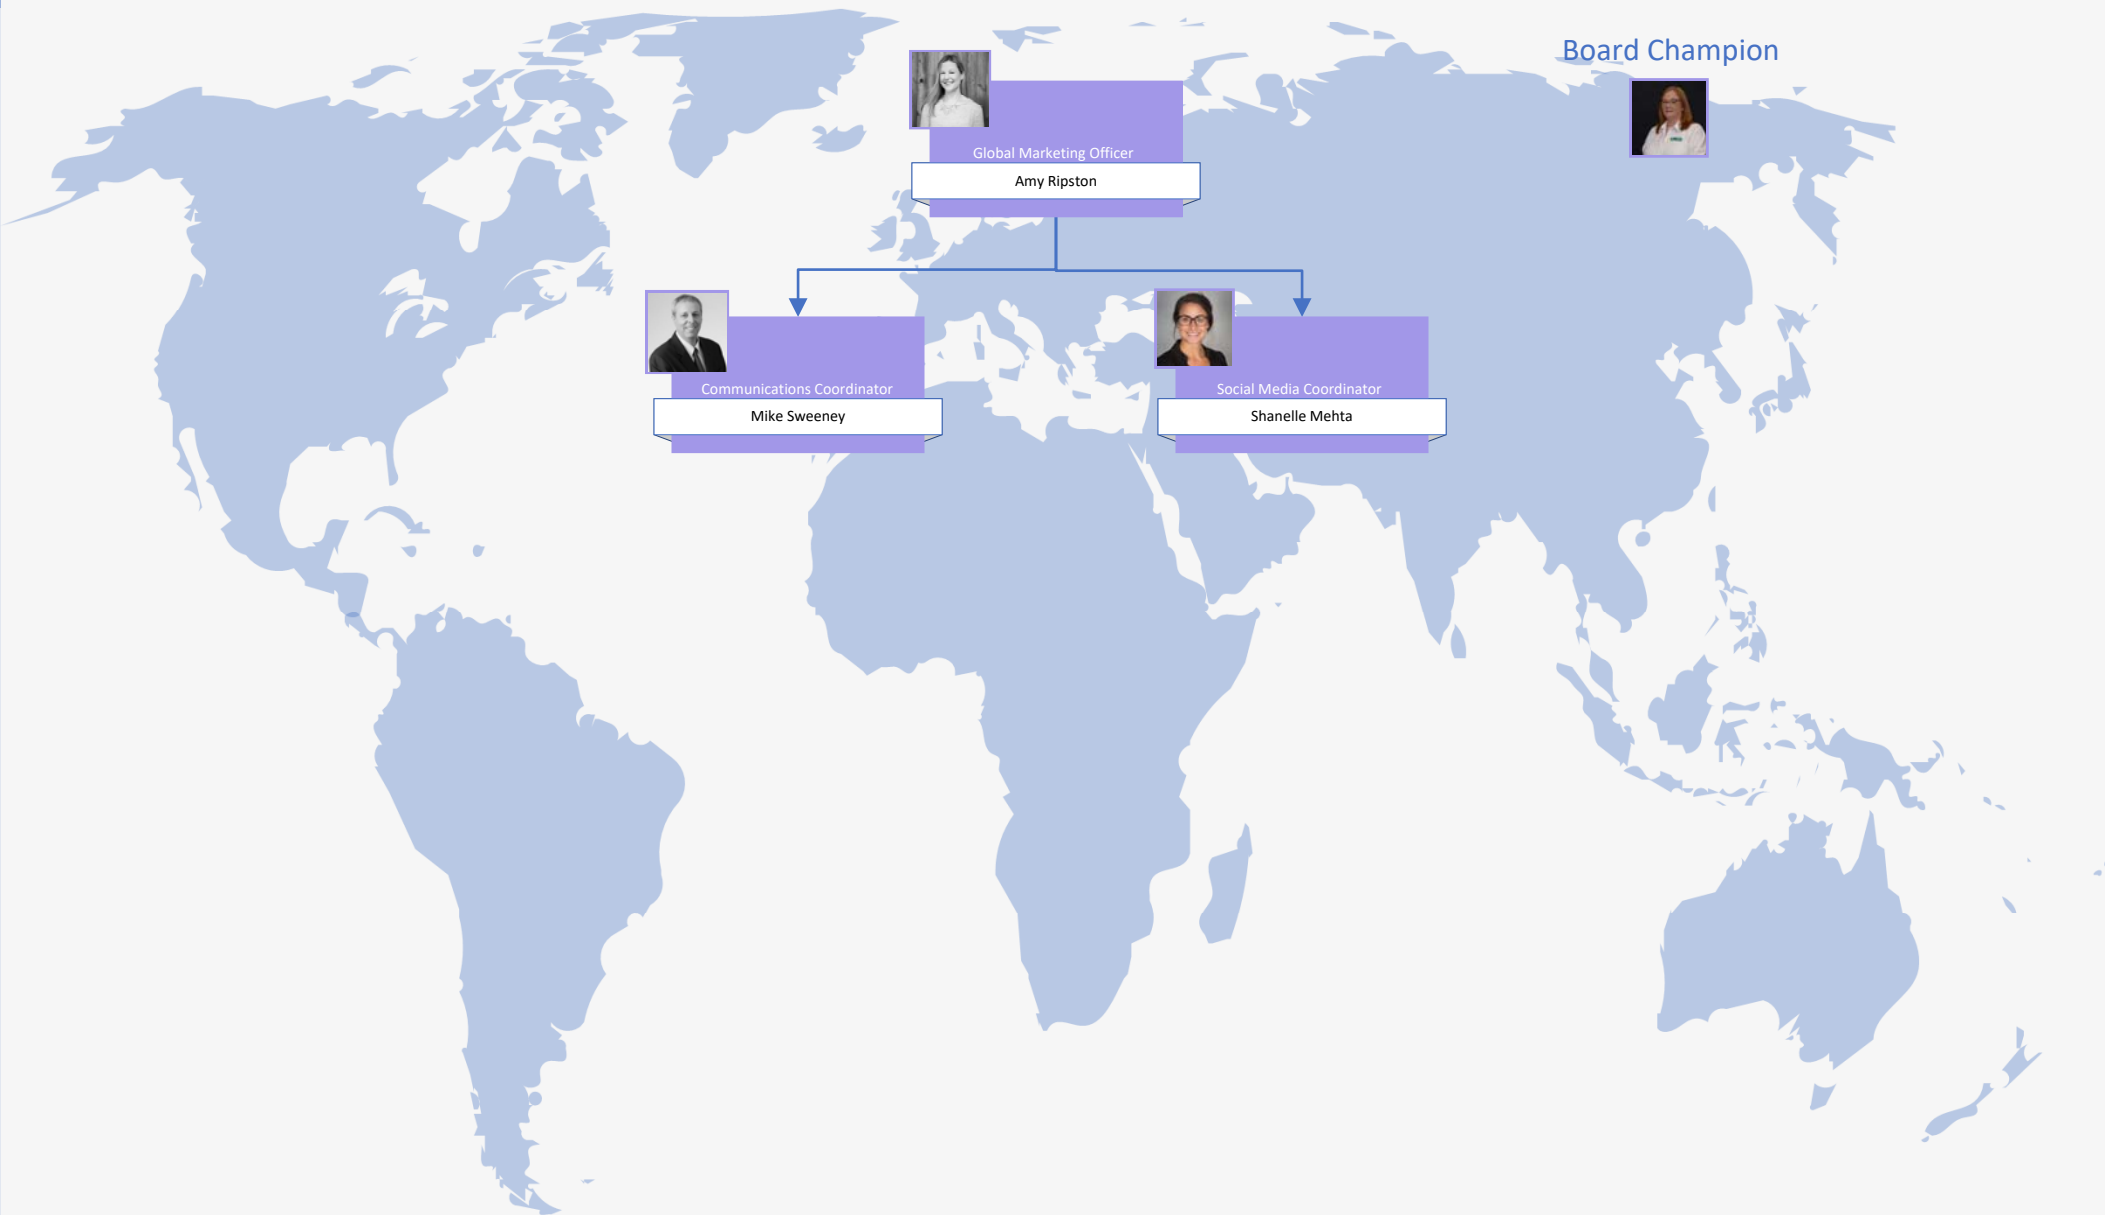 Board Champion
Global Marketing Officer
Amy Ripston
Communications Coordinator
Mike Sweeney
Social Media Coordinator
Shanelle Mehta